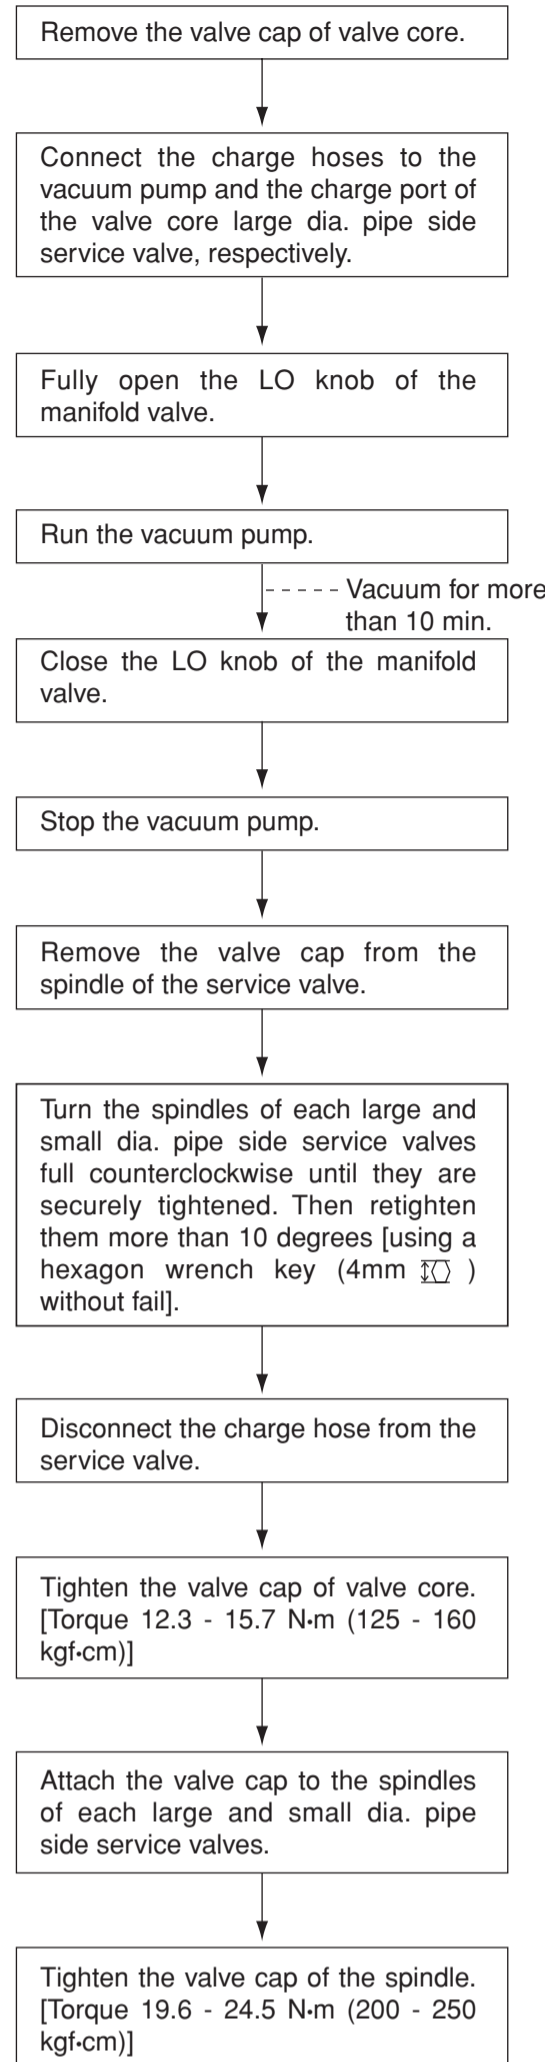 Remove the valve cap of valve core.
Connect the charge hoses to the
vacuum pump and the charge port of
the valve core large dia. pipe side
service valve, respectively.
Fully open the LO knob of the
manifold valve.
Run the vacuum pump.
Vacuum for more
than 10 min.
Close the LO knob of the manifold
valve.
Stop the vacuum pump.
Remove the valve cap from the
spindle of the service valve.
Turn the spindles of each large and
small dia. pipe side service valves
full counterclockwise until they are
securely tightened. Then retighten
them more than 10 degrees [using a
hexagon wrench key (4mm )
without fail].
Disconnect the charge hose from the
service valve.
Tighten the valve cap of valve core.
[Torque 12.3 - 15.7 N•m (125 - 160
kgf•cm)]
Attach the valve cap to the spindles
of each large and small dia. pipe
side service valves.
Tighten the valve cap of the spindle.
[Torque 19.6 - 24.5 N•m (200 - 250
kgf•cm)]